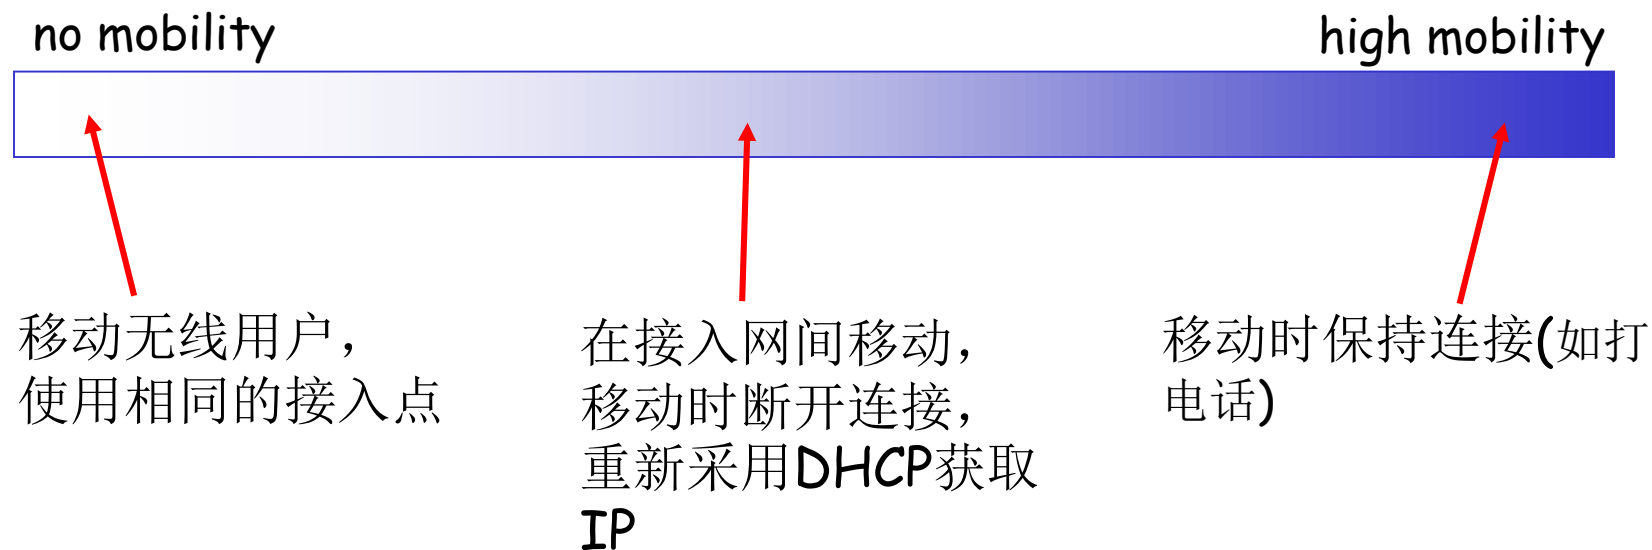 no mobility
high mobility
移动无线用户，
使用相同的接入点
在接入网间移动，
移动时断开连接，
重新采用DHCP获取
IP
移动时保持连接(如打
电话)